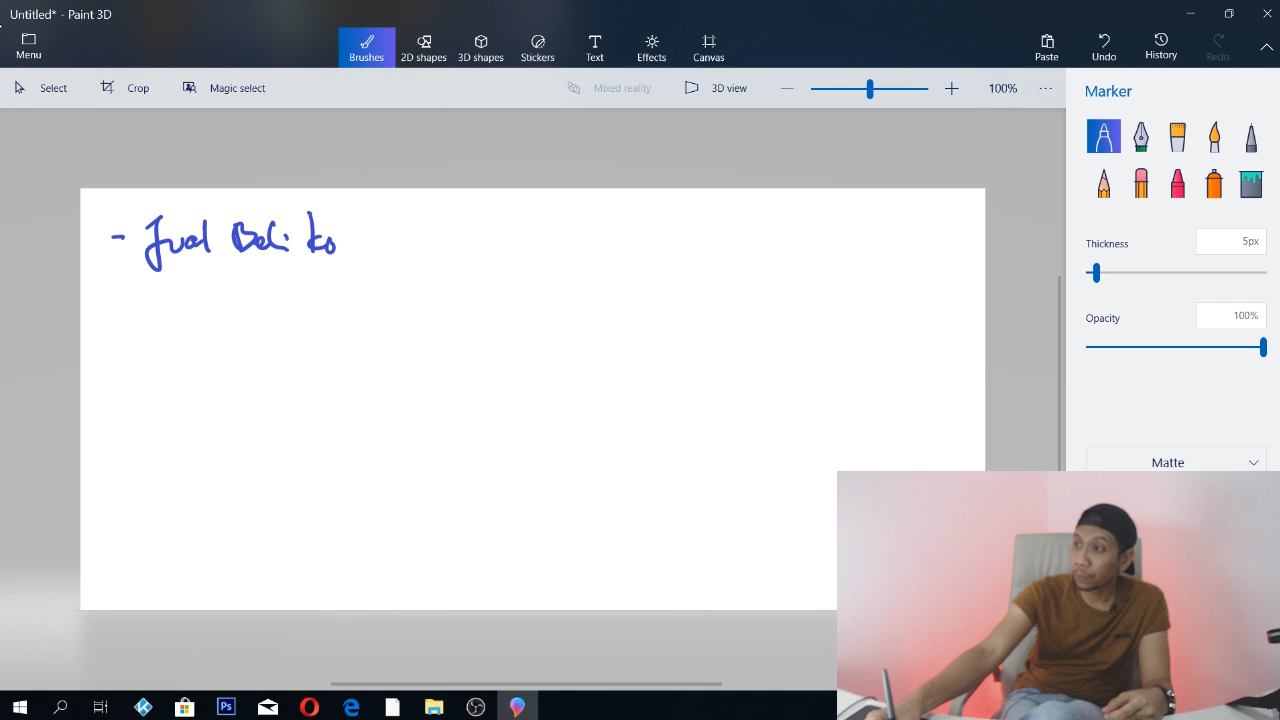 Untitled* - Paint 3D
Menu
Brushes
2D shapes
3D shapes
Stickers
Text
Effects
Canvas
Paste
Undo
History
Redo
Select
Crop
Magic select
Mixed reality
3D view
100%
Marker
Thickness
5px
Opacity
100%
Matte
- Jual Beli ko
Ps